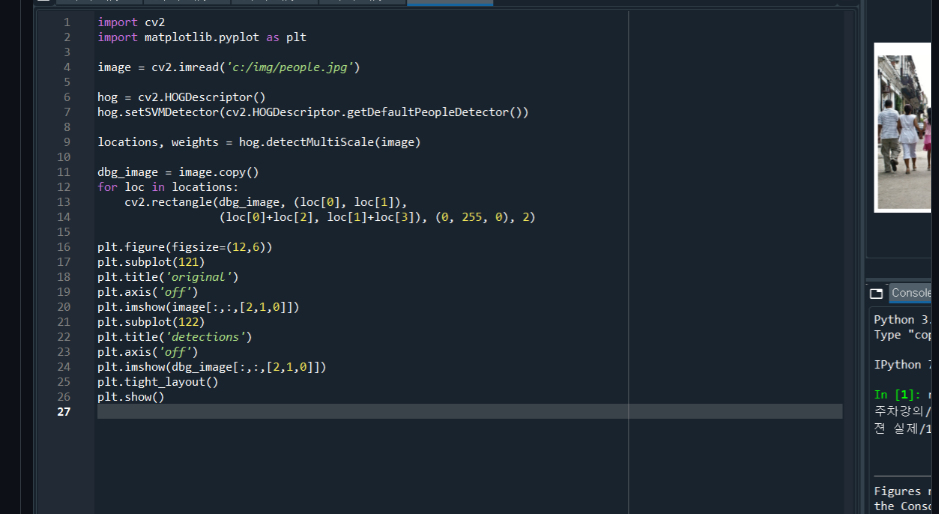 1 import cv2
2 import matplotlib.pyplot as plt
3
4 image = cv2.imread('c:/img/people.jpg')
5
6 hog = cv2.HOGDescriptor()
7 hog.setSVMDetector(cv2.HOGDescriptor.getDefaultPeopleDetector())
8
9 locations, weights = hog.detectMultiScale(image)
10
11 dbg_image = image.copy()
12 for loc in locations:
13     cv2.rectangle(dbg_image, (loc[0], loc[1]),
14                   (loc[0]+loc[2], loc[1]+loc[3]), (0, 255, 0), 2)
15
16 plt.figure(figsize=(12,6))
17 plt.subplot(121)
18 plt.title('original')
19 plt.axis('off')
20 plt.imshow(image[:,:,[2,1,0]])
21 plt.subplot(122)
22 plt.title('detections')
23 plt.axis('off')
24 plt.imshow(dbg_image[:,:,[2,1,0]])
25 plt.tight_layout()
26 plt.show()
27
Console
Python 3.
Type
IPython 7
In [1]:
주차강의/
젼 실제/1
Figures
the